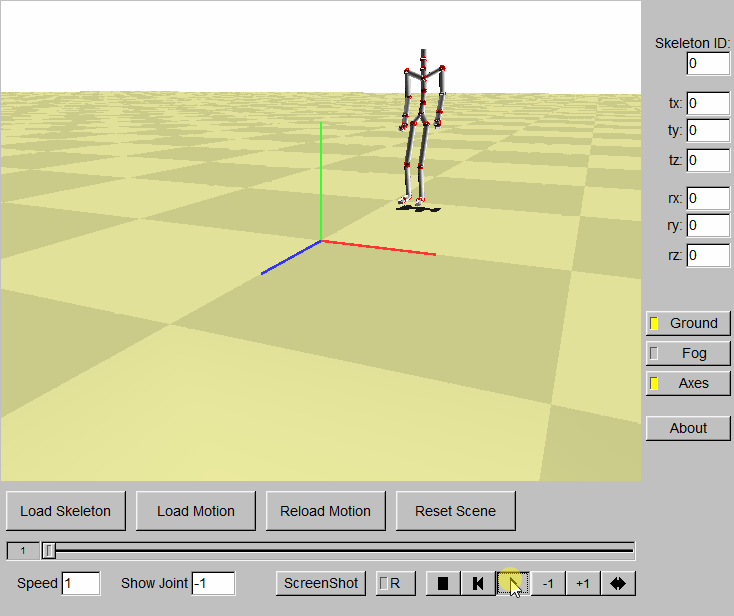 Skeleton ID:
0
tx: 0
ty: 0
tz: 0
rx: 0
ry: 0
rz: 0
Ground
Fog
Axes
About
Load Skeleton Load Motion Reload Motion Reset Scene
1
Speed 1 Show Joint -1 ScreenShot R -1 +1